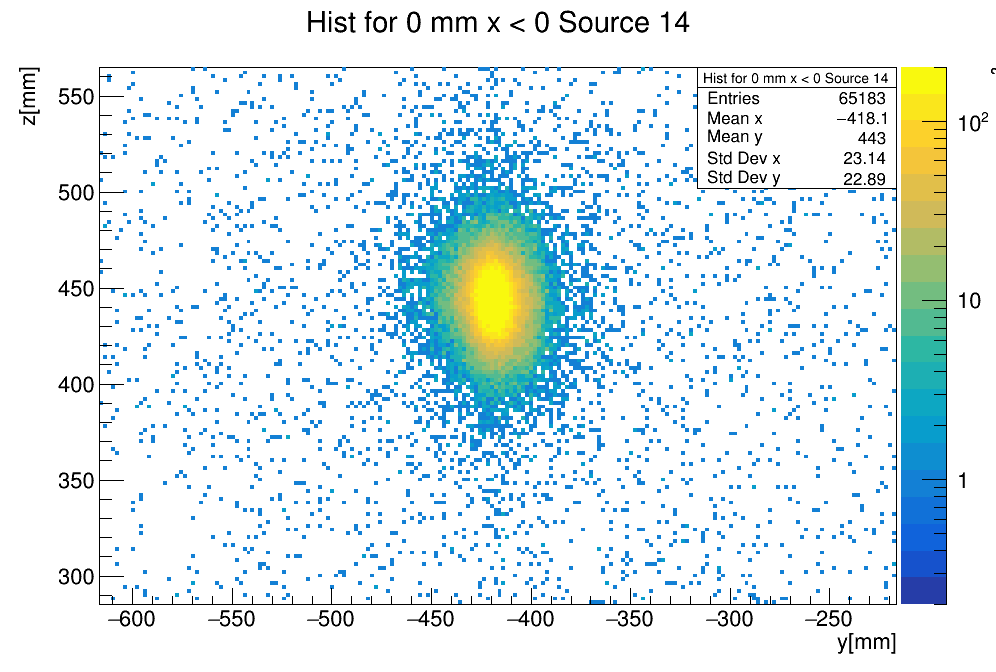 Hist for 0 mm x < 0 Source 14
z[mm]
Hist for 0 mm x < 0 Source 14
Entries 65183
Mean x −418.1
Mean y 443
Std Dev x 23.14
Std Dev y 22.89
550
500
450
400
350
300
−600 −550 −500 −450 −400 −350 −300 −250
y[mm]
10²
10
1